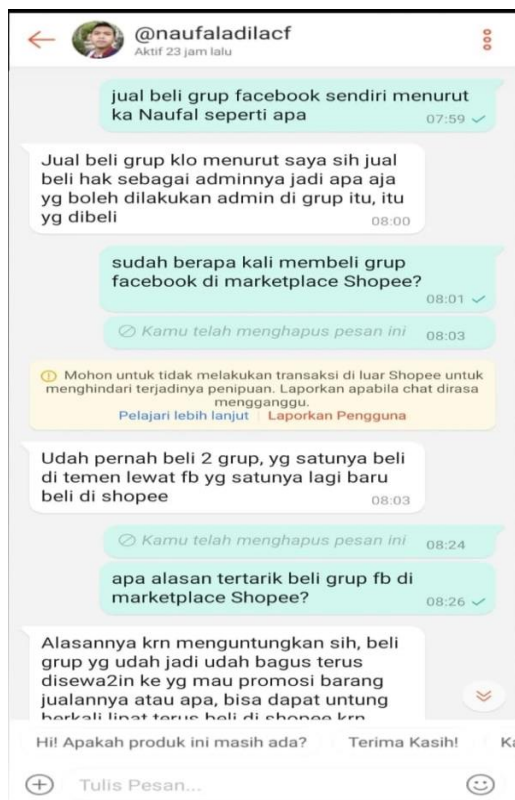 @naufaladilacf
Aktif 23 jam lalu
jual beli grup facebook sendiri menurut
ka Naufal seperti apa
07:59
Jual beli grup klo menurut saya sih jual
beli hak sebagai adminnya jadi apa aja
yg boleh dilakukan admin di grup itu, itu
yg dibeli
08:00
sudah berapa kali membeli grup
facebook di marketplace Shopee?
08:01
Kamu telah menghapus pesan ini 08:03
Mohon untuk tidak melakukan transaksi di luar Shopee untuk
menghindari terjadinya penipuan. Laporkan apabila chat dirasa
mengganggu.
Pelajari lebih lanjut Laporkan Pengguna
Udah pernah beli 2 grup, yg satunya beli
di temen lewat fb yg satunya lagi baru
beli di shopee
08:03
Kamu telah menghapus pesan ini 08:24
apa alasan tertarik beli grup fb di
marketplace Shopee?
08:26
Alasannya krn menguntungkan sih, beli
grup yg udah jadi udah bagus terus
disewa2in ke yg mau promosi barang
jualannya atau apa, bisa dapat untung
berkali lipat terus beli di shopee krn
Hi! Apakah produk ini masih ada? Terima Kasih! Ka
Tulis Pesan...